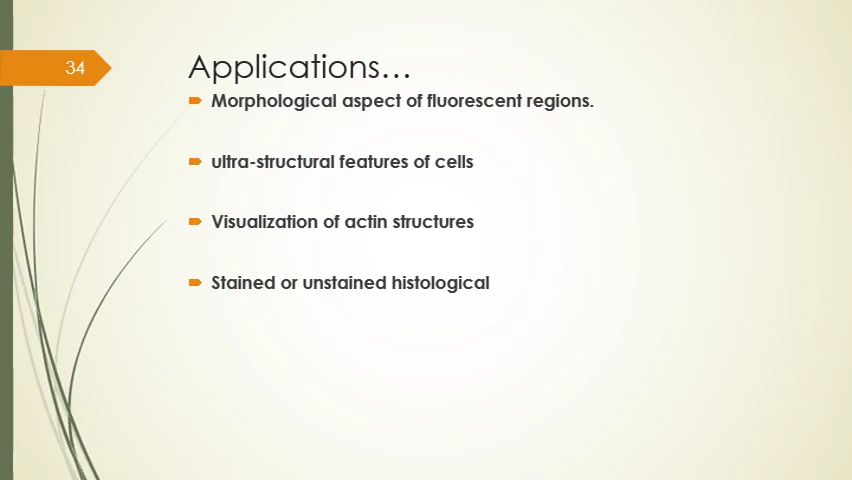 34
Applications…
Morphological aspect of fluorescent regions.
ultra-structural features of cells
Visualization of actin structures
Stained or unstained histological